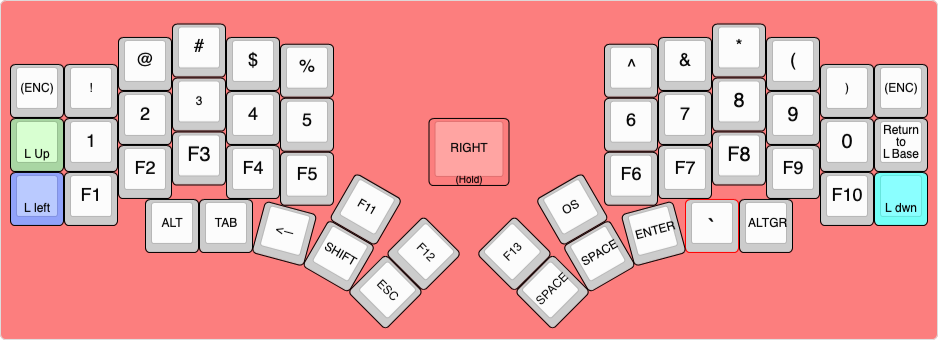 (ENC)
!
@
#
$
%
^
&
*
(
)
(ENC)
L Up
1
2
3
4
5
RIGHT
(Hold)
6
7
8
9
0
Return
to
L Base
L left
F1
F2
F3
F4
F5
F6
F7
F8
F9
F10
L dwn
ALT
TAB
<--
F11
SHIFT
F12
ESC
F13
OS
SPACE
SPACE
ENTER
`
ALTGR